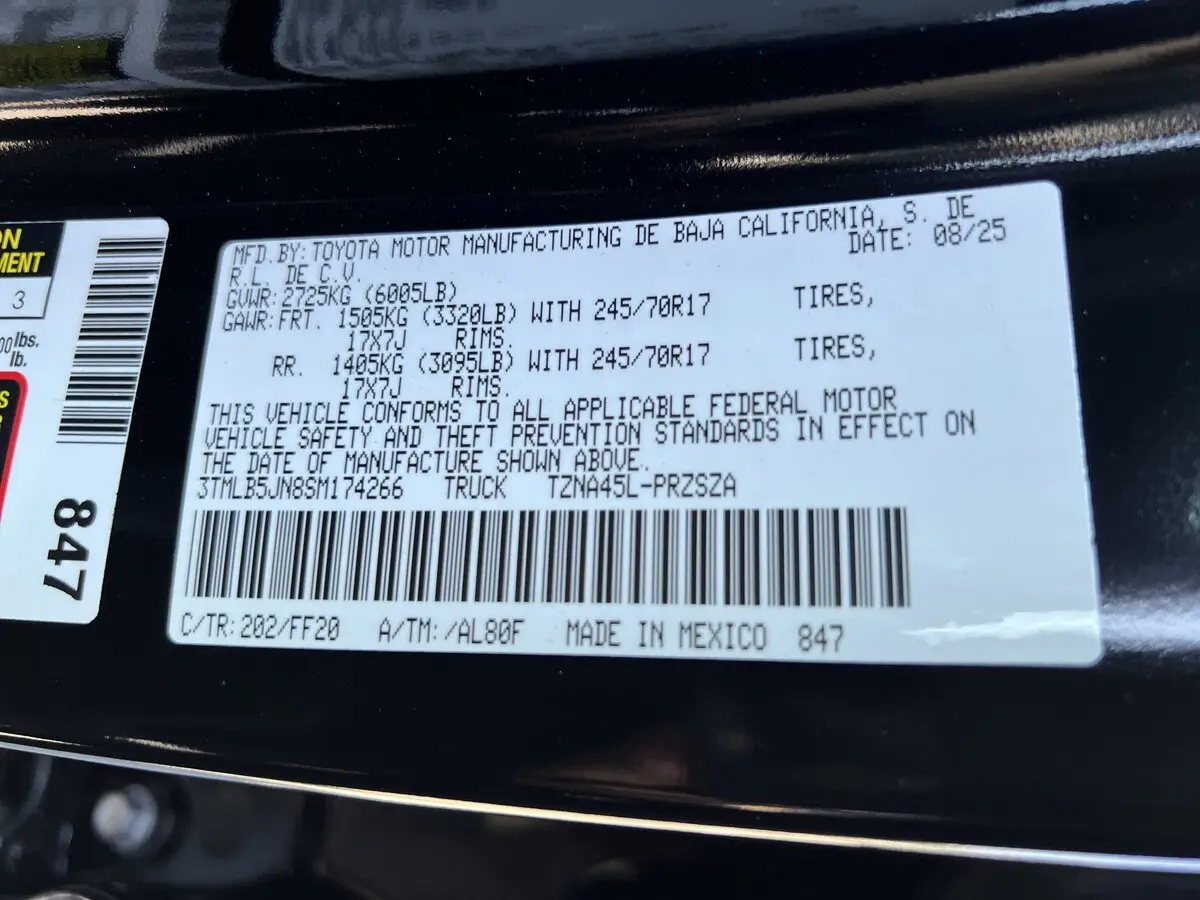 MENT
3
lbs.
lb.
847
MFD. BY: TOYOTA MOTOR MANUFACTURING DE BAJA CALIFORNIA, S. DE
R.L. DE C.V. DATE: 08/25
GVWR: 2725KG (6005LB)
GAWR: FRT. 1505KG (3320LB) WITH 245/70R17 TIRES,
17X7J RIMS.
RR. 1405KG (3095LB) WITH 245/70R17 TIRES,
17X7J RIMS.
THIS VEHICLE CONFORMS TO ALL APPLICABLE FEDERAL MOTOR
VEHICLE SAFETY AND THEFT PREVENTION STANDARDS IN EFFECT ON
THE DATE OF MANUFACTURE SHOWN ABOVE.
3TMLB5JN8SM174266 TRUCK TZNA45L-PRZSZA
C/TR: 202/FF20 A/TM: /AL80F MADE IN MEXICO 847